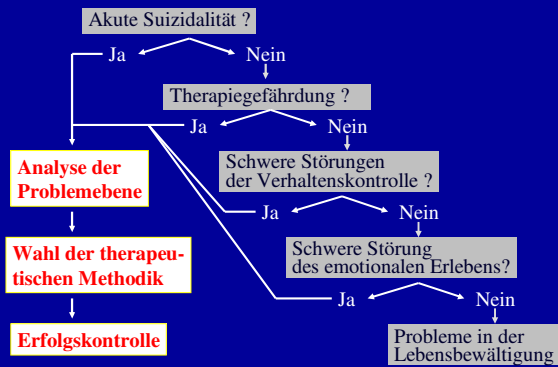 Akute Suizidalität ?
Ja
Nein
Therapiegefährdung ?
Ja
Nein
Analyse der
Problemebene
Schwere Störungen
der Verhaltenskontrolle ?
Ja
Nein
Wahl der therapeu-
tischen Methodik
Schwere Störung
des emotionalen Erlebens?
Ja
Nein
Erfolgskontrolle
Probleme in der
Lebensbewältigung